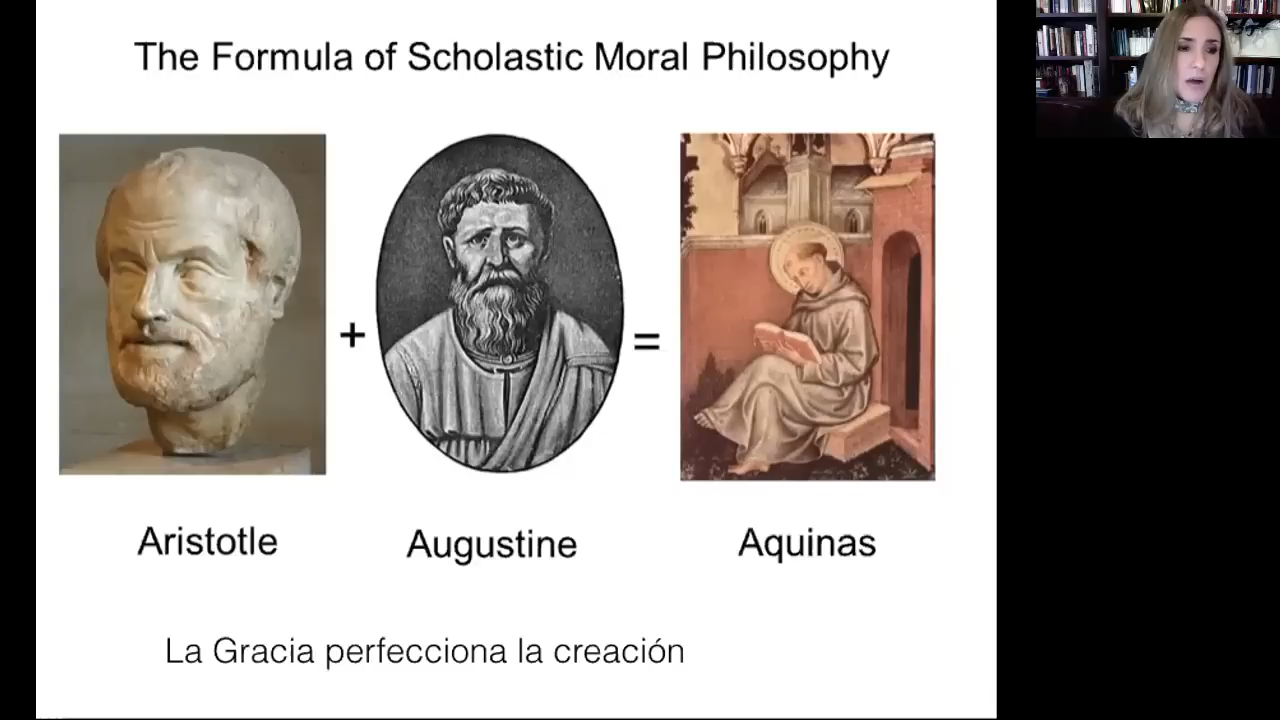 The Formula of Scholastic Moral Philosophy
+
=
Aristotle
Augustine
Aquinas
La Gracia perfecciona la creación